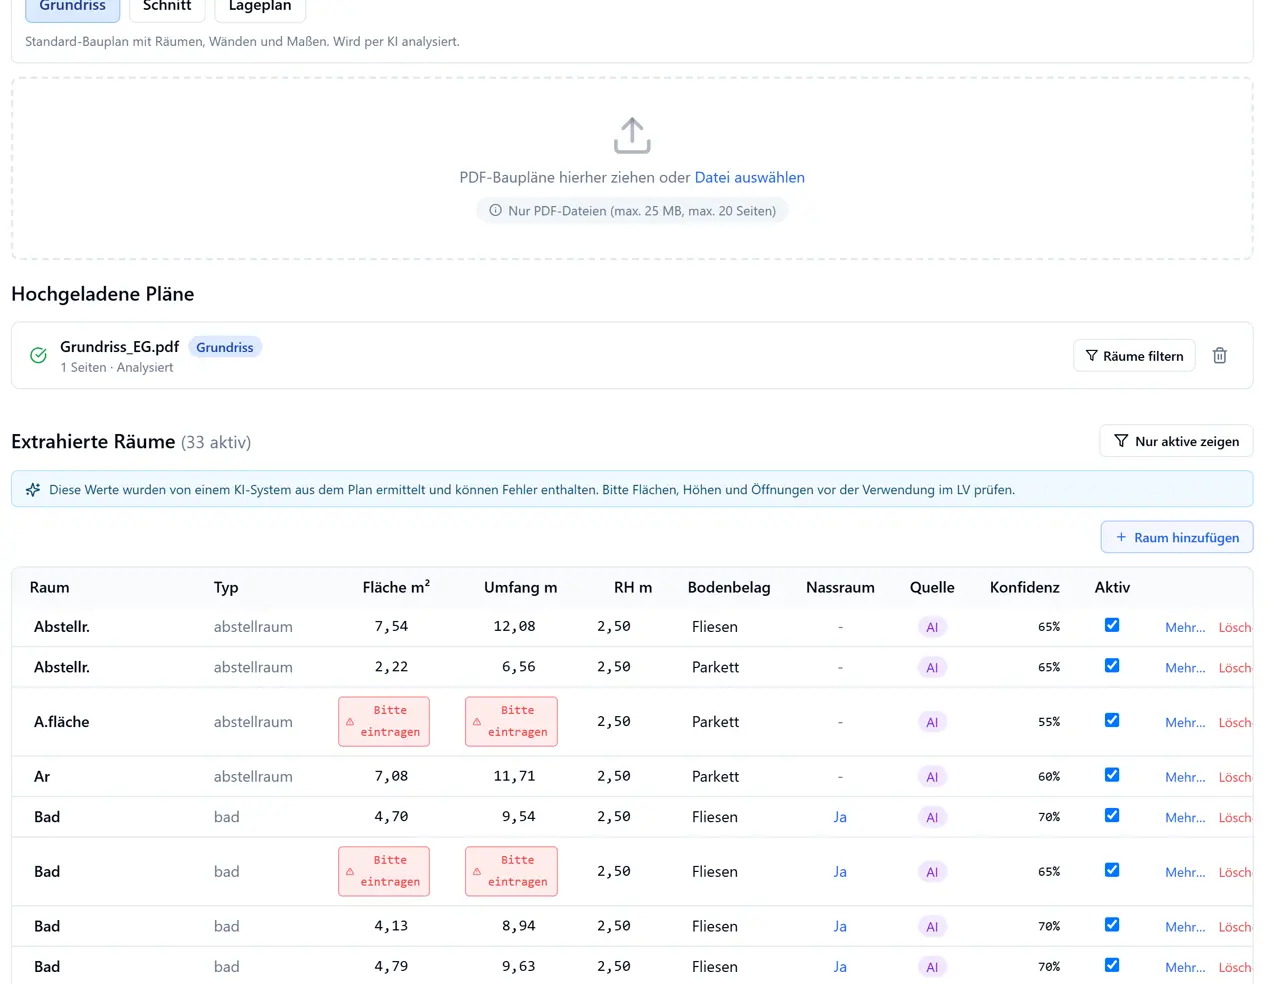 Grundriss Schnitt Lageplan
Standard-Bauplan mit Räumen, Wänden und Maßen. Wird per KI analysiert.
PDF-Baupläne hierher ziehen oder Datei auswählen
Nur PDF-Dateien (max. 25 MB, max. 20 Seiten)
Hochgeladene Pläne
Grundriss_EG.pdf Grundriss
1 Seiten · Analysiert
Räume filtern
Extrahierte Räume (33 aktiv)
Nur aktive zeigen
Diese Werte wurden von einem KI-System aus dem Plan ermittelt und können Fehler enthalten. Bitte Flächen, Höhen und Öffnungen vor der Verwendung im LV prüfen.
+ Raum hinzufügen
Raum Typ Fläche m² Umfang m RH m Bodenbelag Nassraum Quelle Konfidenz Aktiv
Abstellr. abstellraum 7,54 12,08 2,50 Fliesen - AI 65% Mehr... Lösch
Abstellr. abstellraum 2,22 6,56 2,50 Parkett - AI 65% Mehr... Lösch
A.fläche abstellraum Bitte eintragen Bitte eintragen 2,50 Parkett - AI 55% Mehr... Lösch
Ar abstellraum 7,08 11,71 2,50 Parkett - AI 60% Mehr... Lösch
Bad bad 4,70 9,54 2,50 Fliesen Ja AI 70% Mehr... Lösch
Bad bad Bitte eintragen Bitte eintragen 2,50 Fliesen Ja AI 65% Mehr... Lösch
Bad bad 4,13 8,94 2,50 Fliesen Ja AI 70% Mehr... Lösch
Bad bad 4,79 9,63 2,50 Fliesen Ja AI 70% Mehr... Lösch